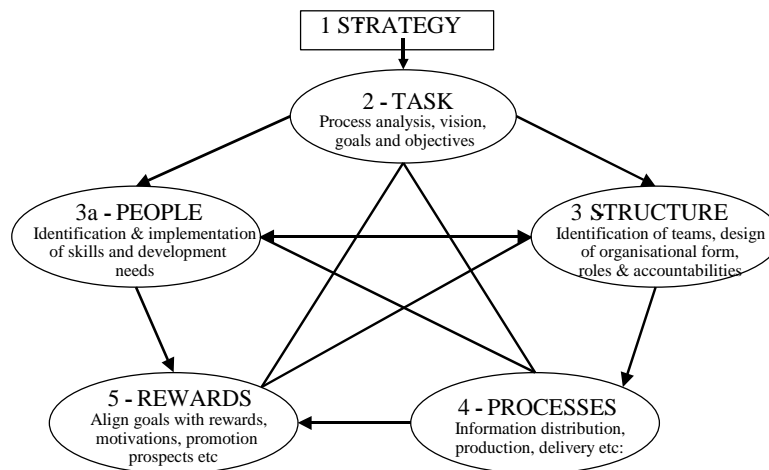 1 - STRATEGY
2 - TASK
Process analysis, vision,
goals and objectives
3a - PEOPLE
Identification & implementation
of skills and development
needs
3 - STRUCTURE
Identification of teams, design
of organisational form,
roles & accountabilities
5 - REWARDS
Align goals with rewards,
motivations, promotion
prospects etc
4 - PROCESSES
Information distribution,
production, delivery etc: